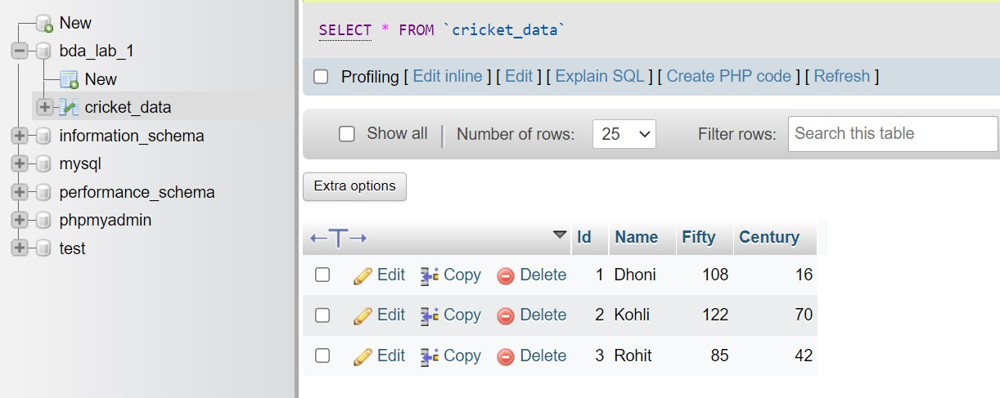 New
bda_lab_1
New
cricket_data
information_schema
mysql
performance_schema
phpmyadmin
test
SELECT * FROM `cricket_data`
Profiling [ Edit inline ] [ Edit ] [ Explain SQL ] [ Create PHP code ] [ Refresh ]
Show all Number of rows: 25 Filter rows: Search this table
Extra options
Id Name Fifty Century
Edit Copy Delete 1 Dhoni 108 16
Edit Copy Delete 2 Kohli 122 70
Edit Copy Delete 3 Rohit 85 42